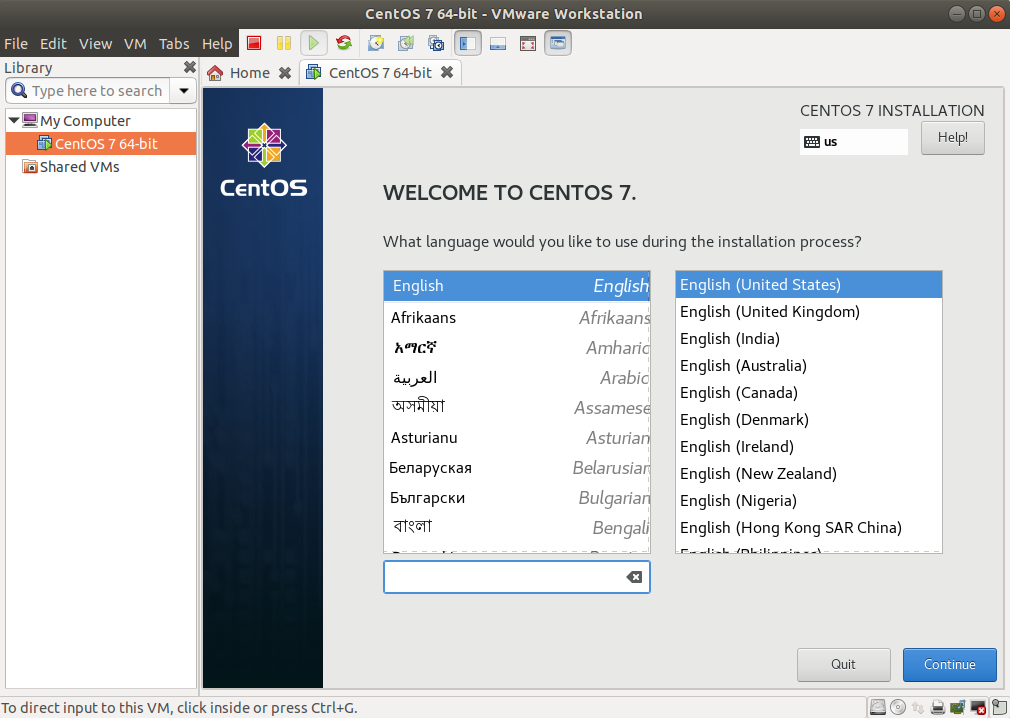 CentOS 7 64-bit - VMware Workstation
File Edit View VM Tabs Help
Library
Home
CentOS 7 64-bit
Type here to search
My Computer
CentOS 7 64-bit
Shared VMs
CentOS
CENTOS 7 INSTALLATION
us
Help!
WELCOME TO CENTOS 7.
What language would you like to use during the installation process?
English English
Afrikaans Afrikaans
አማርኛ Amharic
العربية Arabic
অসমীয়া Assamese
Asturianu Asturian
Беларуская Belarusian
Български Bulgarian
বাংলা Bengali
English (United States)
English (United Kingdom)
English (India)
English (Australia)
English (Canada)
English (Denmark)
English (Ireland)
English (New Zealand)
English (Nigeria)
English (Hong Kong SAR China)
English (Philippines)
Quit
Continue
To direct input to this VM, click inside or press Ctrl+G.